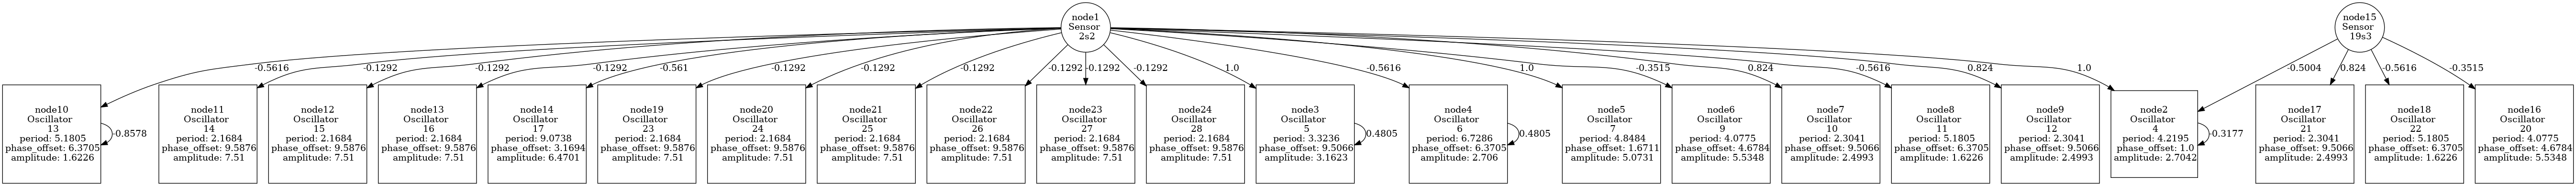 node1
Sensor
2s2
node15
Sensor
19s3
-0.5616
-0.1292
-0.1292
-0.1292
-0.561
-0.1292
-0.1292
-0.1292
-0.1292
-0.1292
-0.1292
1.0
-0.5616
1.0
-0.3515
0.824
-0.5616
0.824
1.0
-0.5004
0.824
-0.5616
-0.3515
node10
Oscillator
13
period: 5.1805
phase_offset: 6.3705
amplitude: 1.6226
-0.8578
node11
Oscillator
14
period: 2.1684
phase_offset: 9.5876
amplitude: 7.51
node12
Oscillator
15
period: 2.1684
phase_offset: 9.5876
amplitude: 7.51
node13
Oscillator
16
period: 2.1684
phase_offset: 9.5876
amplitude: 7.51
node14
Oscillator
17
period: 9.0738
phase_offset: 3.1694
amplitude: 6.4701
node19
Oscillator
23
period: 2.1684
phase_offset: 9.5876
amplitude: 7.51
node20
Oscillator
24
period: 2.1684
phase_offset: 9.5876
amplitude: 7.51
node21
Oscillator
25
period: 2.1684
phase_offset: 9.5876
amplitude: 7.51
node22
Oscillator
26
period: 2.1684
phase_offset: 9.5876
amplitude: 7.51
node23
Oscillator
27
period: 2.1684
phase_offset: 9.5876
amplitude: 7.51
node24
Oscillator
28
period: 2.1684
phase_offset: 9.5876
amplitude: 7.51
node3
Oscillator
5
period: 3.3236
phase_offset: 9.5066
amplitude: 3.1623
0.4805
node4
Oscillator
6
period: 6.7286
phase_offset: 6.3705
amplitude: 2.706
0.4805
node5
Oscillator
7
period: 4.8484
phase_offset: 1.6711
amplitude: 5.0731
node6
Oscillator
9
period: 4.0775
phase_offset: 4.6784
amplitude: 5.5348
node7
Oscillator
10
period: 2.3041
phase_offset: 9.5066
amplitude: 2.4993
node8
Oscillator
11
period: 5.1805
phase_offset: 6.3705
amplitude: 1.6226
node9
Oscillator
12
period: 2.3041
phase_offset: 9.5066
amplitude: 2.4993
node2
Oscillator
4
period: 4.2195
phase_offset: 1.0
amplitude: 2.7042
0.3177
node17
Oscillator
21
period: 2.3041
phase_offset: 9.5066
amplitude: 2.4993
node18
Oscillator
22
period: 5.1805
phase_offset: 6.3705
amplitude: 1.6226
node16
Oscillator
20
period: 4.0775
phase_offset: 4.6784
amplitude: 5.5348